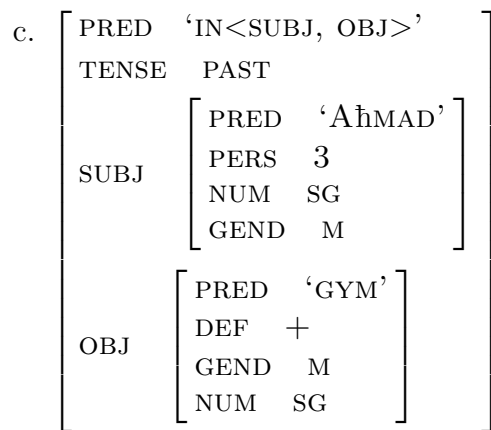 c.
PRED ‘IN<SUBJ, OBJ>’
TENSE PAST
SUBJ
PRED ‘AħMAD’
PERS 3
NUM SG
GEND M
OBJ
PRED ‘GYM’
DEF +
GEND M
NUM SG